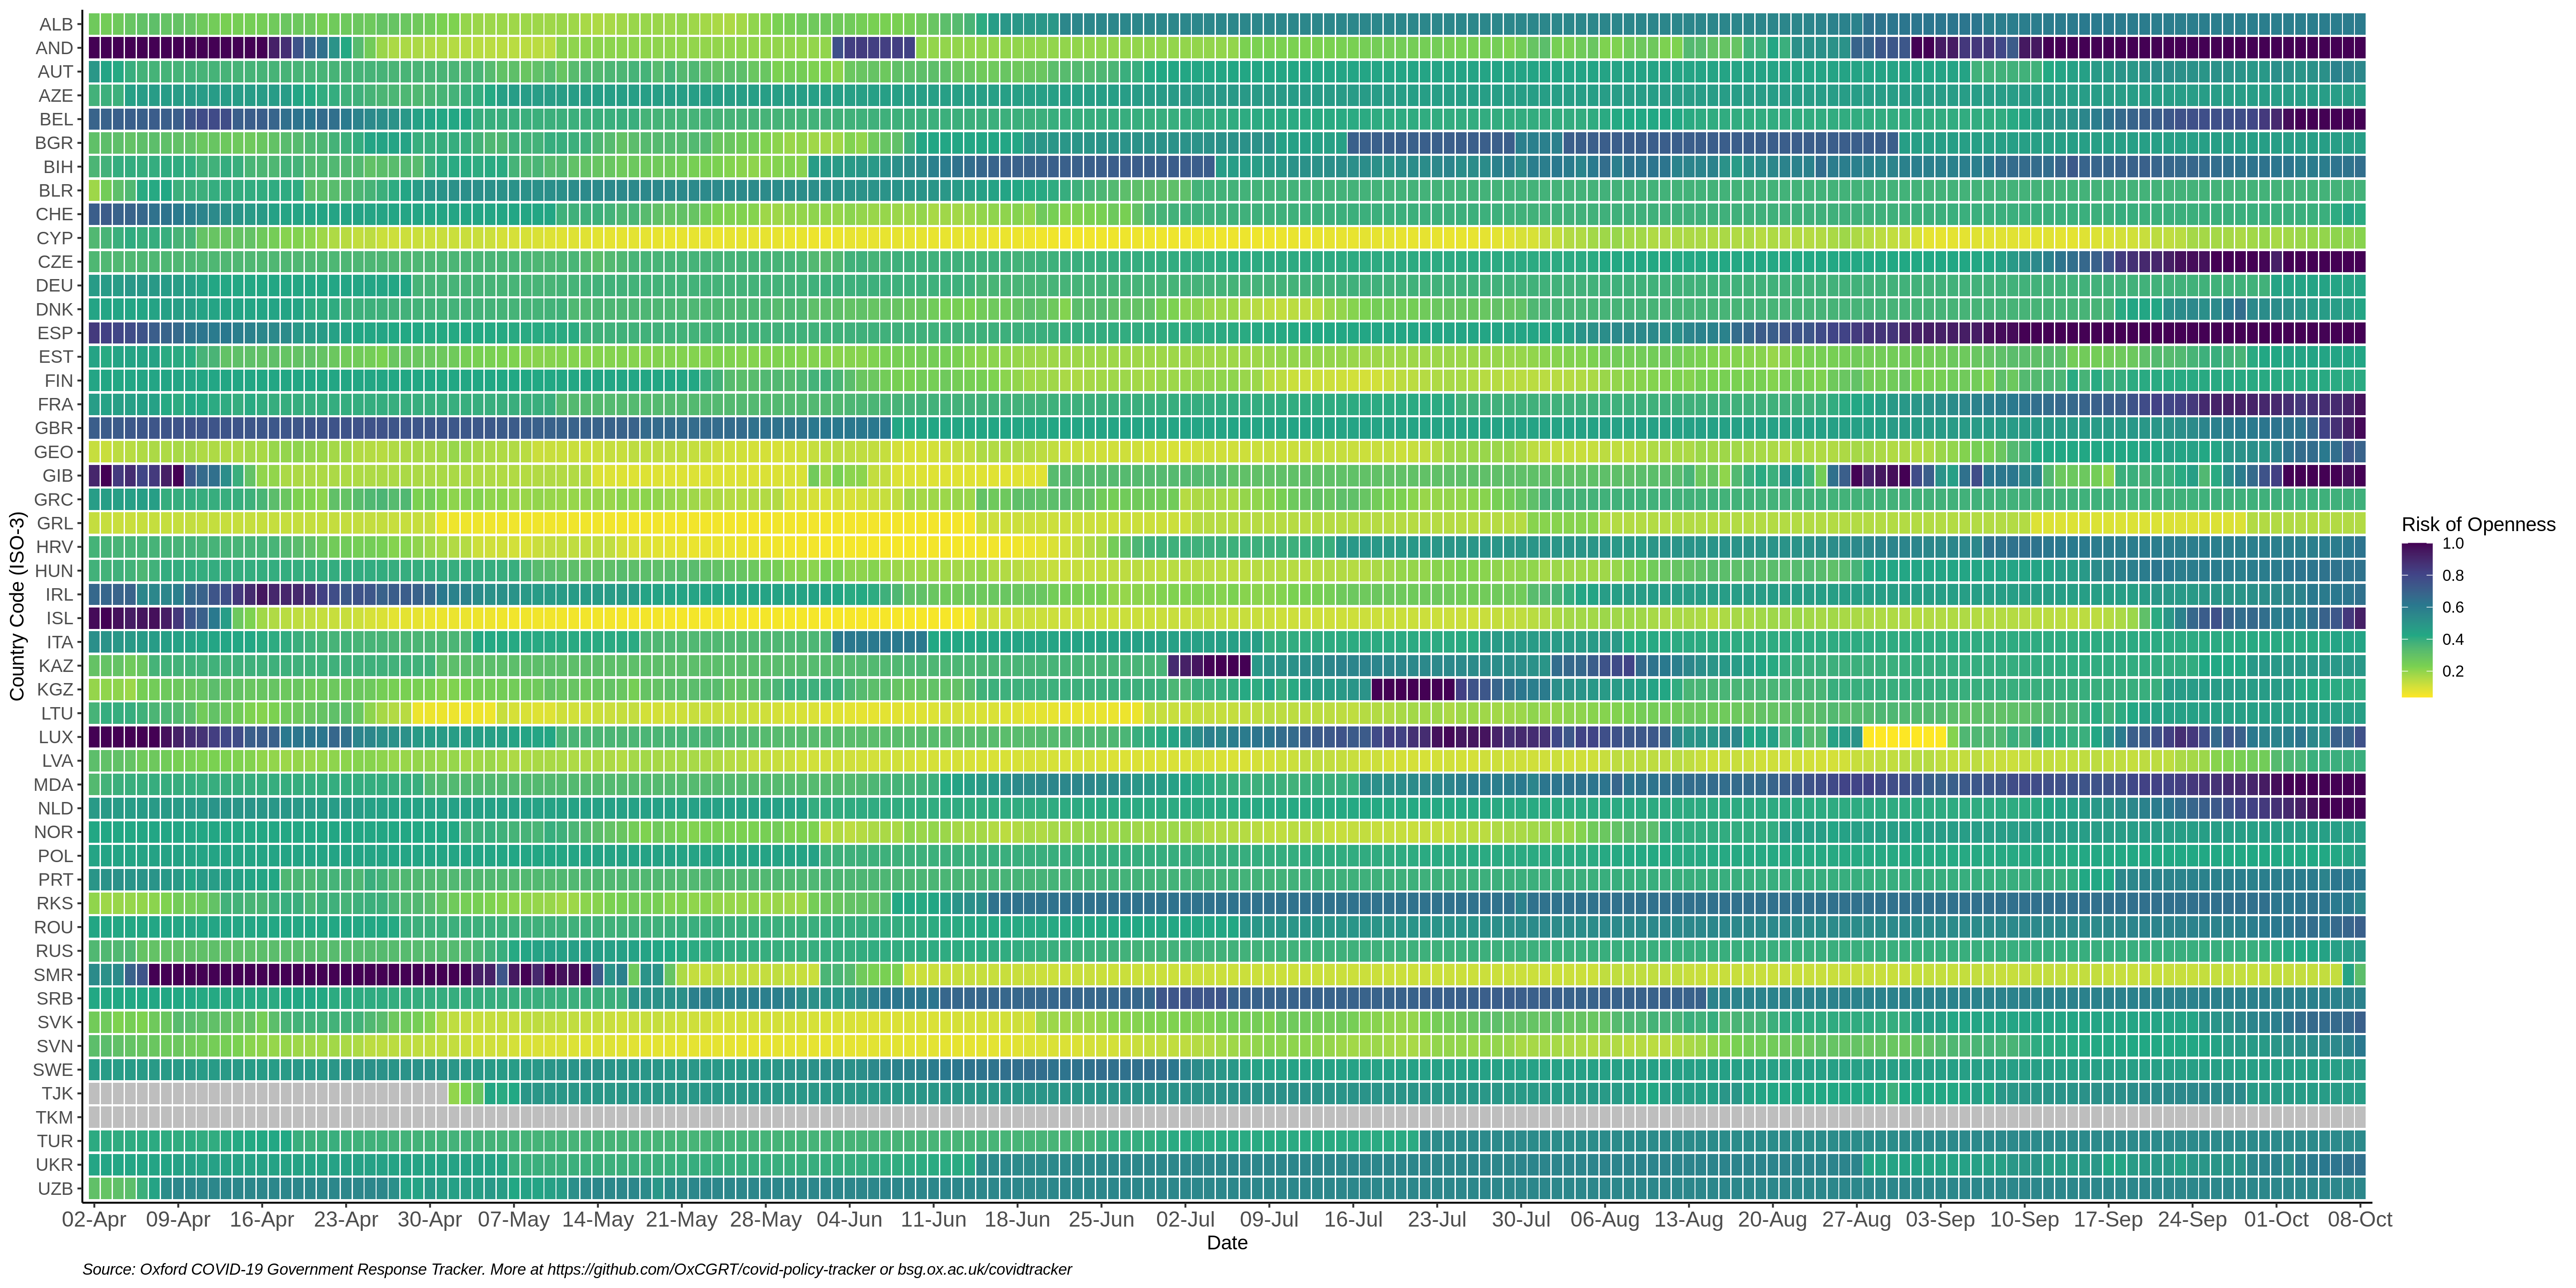 Country Code (ISO-3)
ALB
AND
AUT
AZE
BEL
BGR
BIH
BLR
CHE
CYP
CZE
DEU
DNK
ESP
EST
FIN
FRA
GBR
GEO
GIB
GRC
GRL
HRV
HUN
IRL
ISL
ITA
KAZ
KGZ
LTU
LUX
LVA
MDA
NLD
NOR
POL
PRT
RKS
ROU
RUS
SMR
SRB
SVK
SVN
SWE
TJK
TKM
TUR
UKR
UZB
02-Apr 09-Apr 16-Apr 23-Apr 30-Apr 07-May 14-May 21-May 28-May 04-Jun 11-Jun 18-Jun 25-Jun 02-Jul 09-Jul 16-Jul 23-Jul 30-Jul 06-Aug 13-Aug 20-Aug 27-Aug 03-Sep 10-Sep 17-Sep 24-Sep 01-Oct 08-Oct
Date
Risk of Openness
1.0
0.8
0.6
0.4
0.2
Source: Oxford COVID-19 Government Response Tracker. More at https://github.com/OxCGRT/covid-policy-tracker or bsg.ox.ac.uk/covidtracker